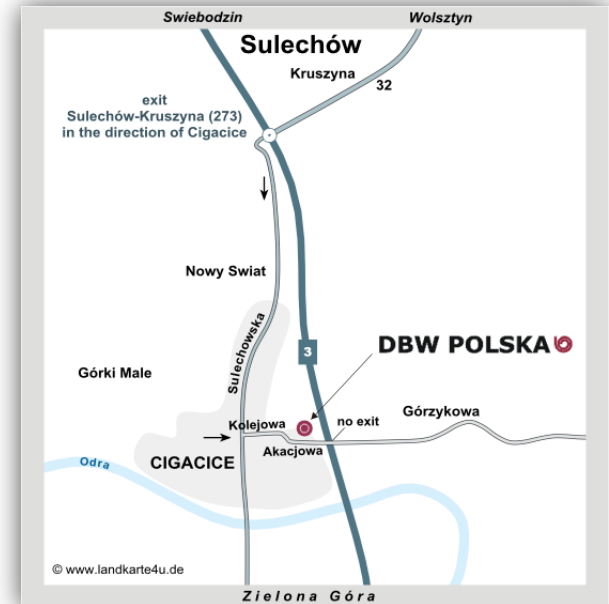 Swiebodzin
Wolsztyn
Sulechów
Kruszyna
32
exit
Sulechów-Kruszyna (273)
in the direction of Cigacice
Nowy Swiat
Sulechowska
3
DBW POLSKA
Górki Male
Kolejowa
no exit
Górzykowa
Akacjowa
CIGACICE
Odra
© www.landkarte4u.de
Zielona Góra